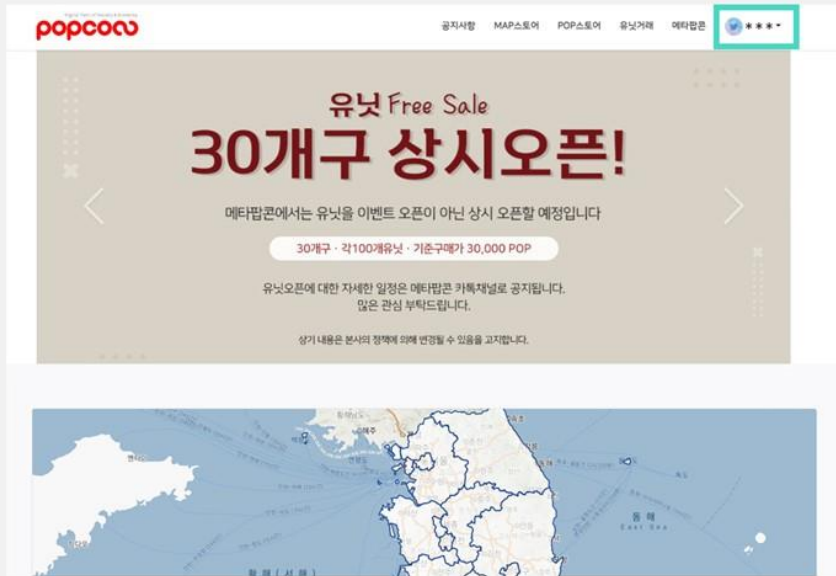 popcon
공지사항 MAP스토어 POP스토어 유닛거래 메타팝콘 ***
유닛 Free Sale
30개구 상시오픈!
메타팝콘에서는 유닛을 이벤트 오픈이 아닌 상시 오픈할 예정입니다
30개구 · 각100개유닛 · 기준구매가 30,000 POP
유닛오픈에 대한 자세한 일정은 메타팝콘 카톡채널로 공지됩니다.
많은 관심 부탁드립니다.
상기 내용은 본사의 정책에 의해 변경될 수 있음을 고지합니다.
동해
East Sea
황해(서해)